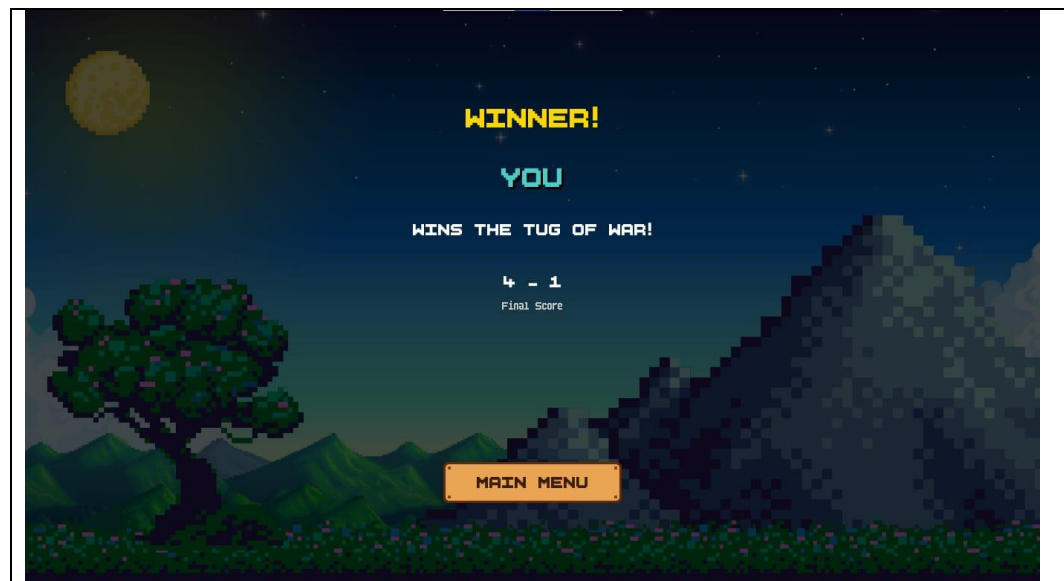 WINNER!
YOU
WINS THE TUG OF WAR!
4 - 1
Final Score
MAIN MENU